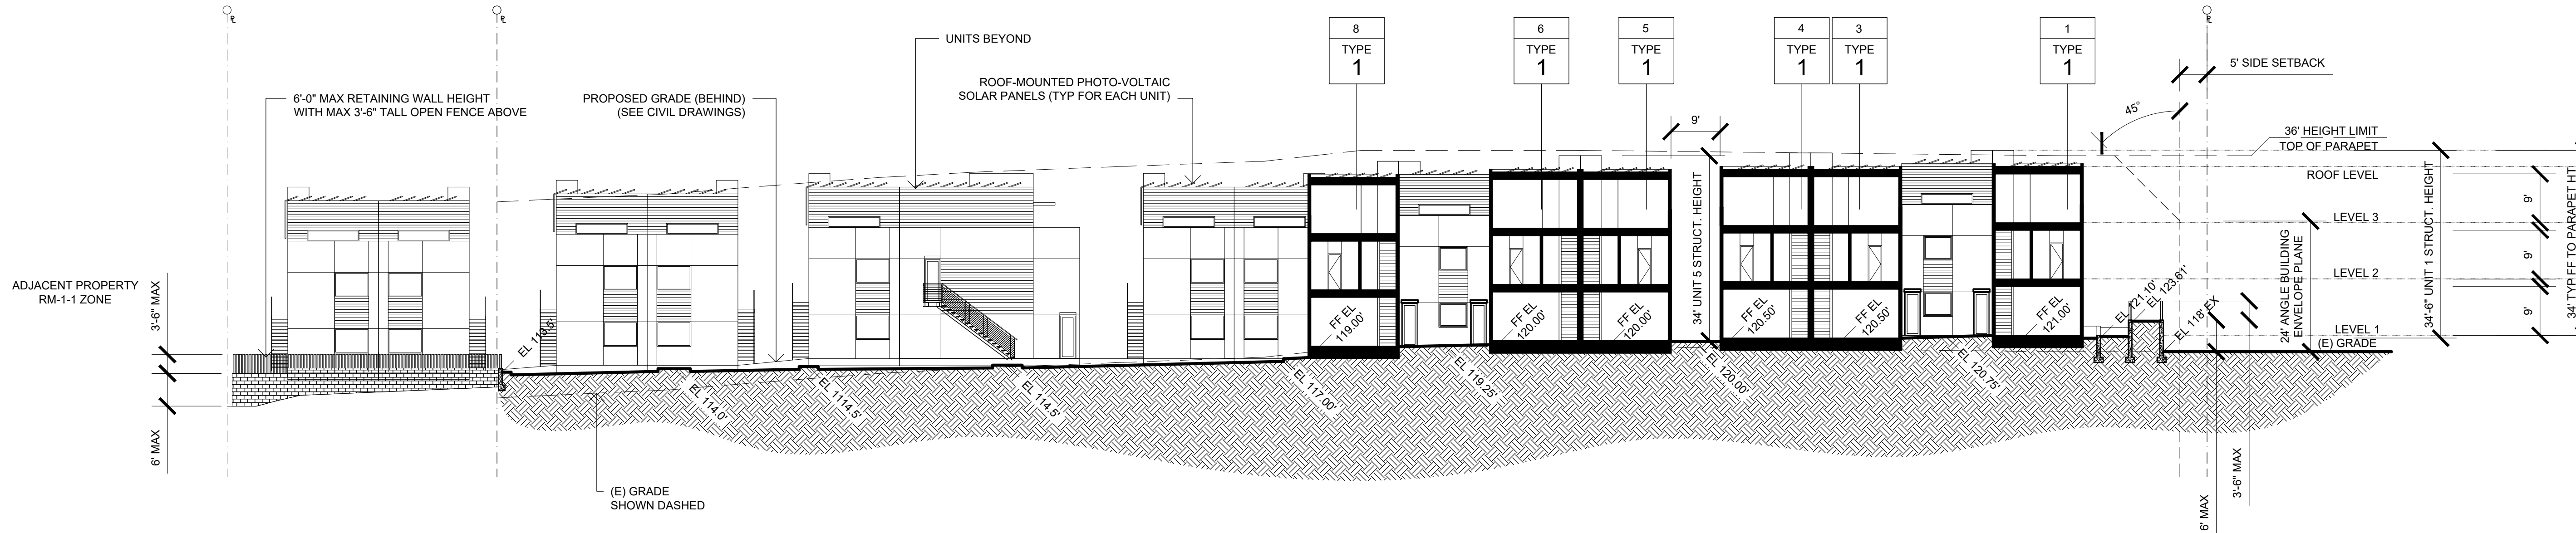 ℄
℄
℄
UNITS BEYOND
ROOF-MOUNTED PHOTO-VOLTAIC
SOLAR PANELS (TYP FOR EACH UNIT)
6'-0" MAX RETAINING WALL HEIGHT
WITH MAX 3'-6" TALL OPEN FENCE ABOVE
PROPOSED GRADE (BEHIND)
(SEE CIVIL DRAWINGS)
8
TYPE
1
6
TYPE
1
5
TYPE
1
4
TYPE
1
3
TYPE
1
1
TYPE
1
5' SIDE SETBACK
45°
9'
36' HEIGHT LIMIT
TOP OF PARAPET
ROOF LEVEL
LEVEL 3
LEVEL 2
LEVEL 1
(E) GRADE
9'
9'
9'
34' UNIT 5 STRUCT. HEIGHT
24' ANGLE BUILDING
ENVELOPE PLANE
34'-6" UNIT 1 STRUCT. HEIGHT
34' TYP FF TO PARAPET HT
ADJACENT PROPERTY
RM-1-1 ZONE
3'-6" MAX
6' MAX
FF EL
119.00'
FF EL
120.00'
FF EL
120.00'
FF EL
120.50'
FF EL
120.50'
FF EL
121.00'
EL 113.5'
EL 114.0'
EL 1114.5'
EL 114.5'
EL 117.00'
EL 119.25'
EL 120.00'
EL 120.75'
EL 121.10'
EL 123.61'
EL 118' EX
3'-6" MAX
6' MAX
(E) GRADE
SHOWN DASHED